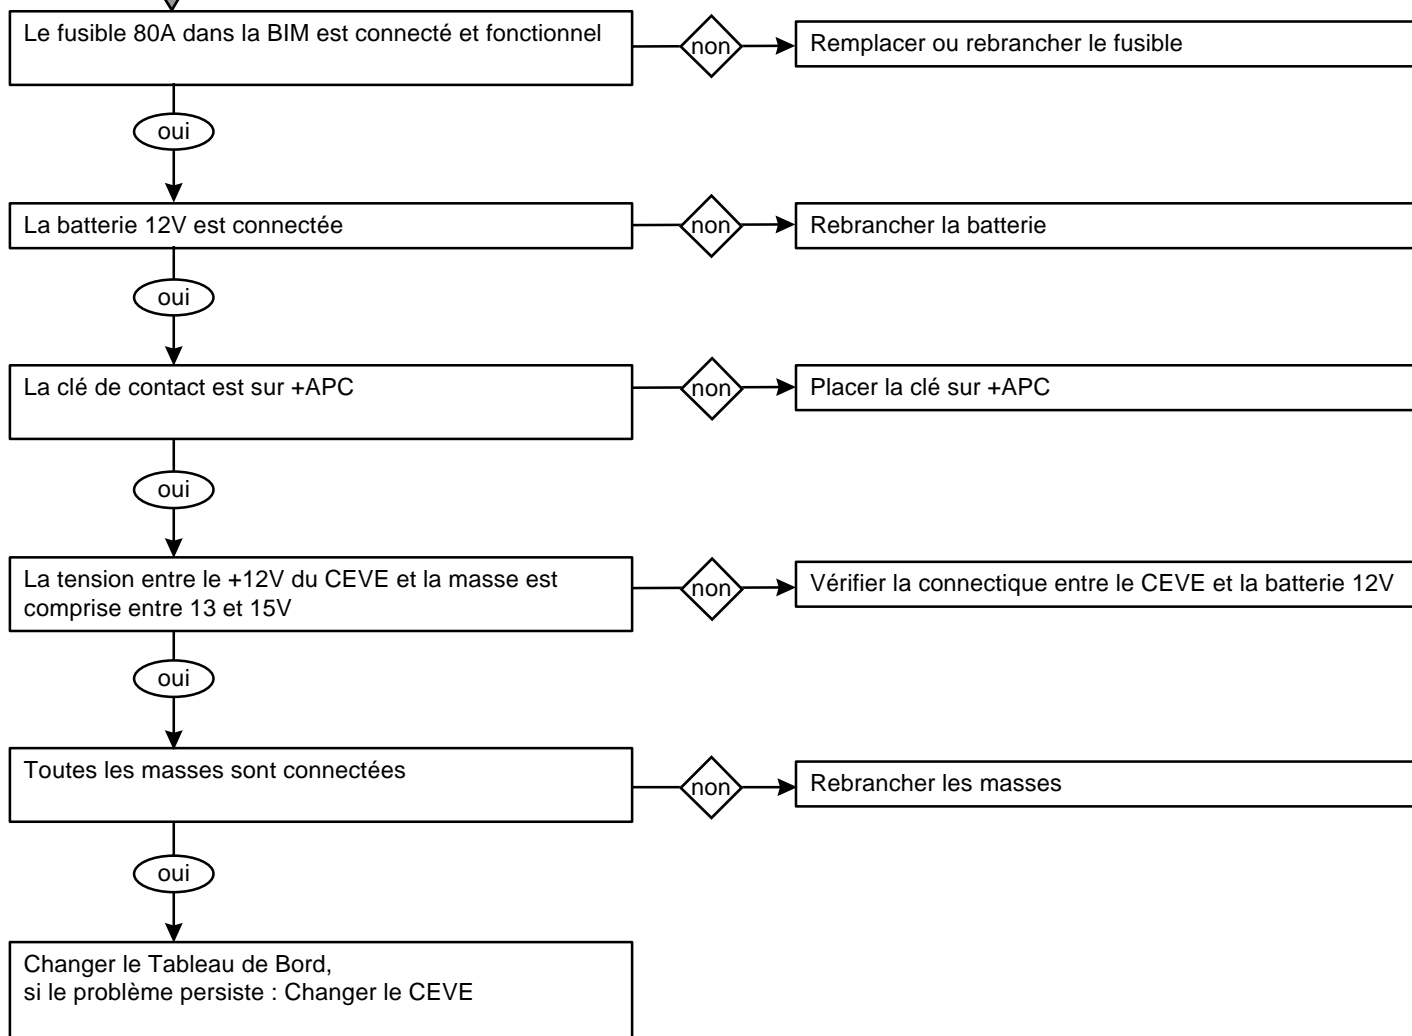 Le fusible 80A dans la BIM est connecté et fonctionnel
non
Remplacer ou rebrancher le fusible
oui
La batterie 12V est connectée
non
Rebrancher la batterie
oui
La clé de contact est sur +APC
non
Placer la clé sur +APC
oui
La tension entre le +12V du CEVE et la masse est
comprise entre 13 et 15V
non
Vérifier la connectique entre le CEVE et la batterie 12V
oui
Toutes les masses sont connectées
non
Rebrancher les masses
oui
Changer le Tableau de Bord,
si le problème persiste : Changer le CEVE